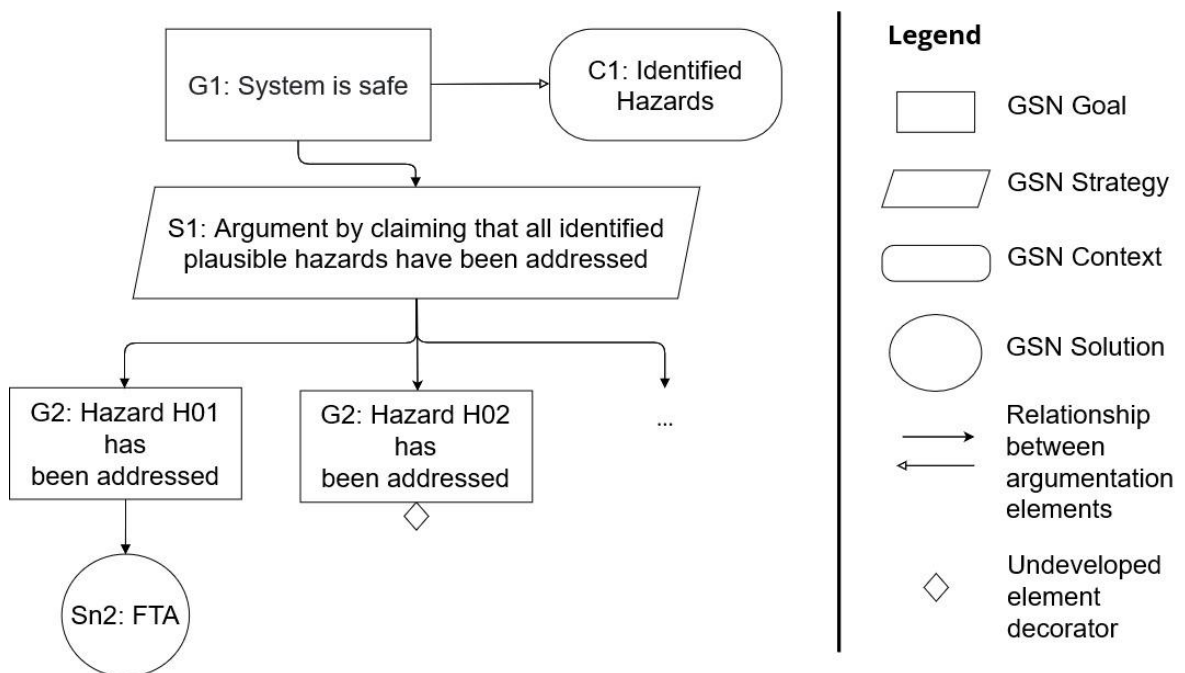 G1: System is safe
C1: Identified
Hazards
S1: Argument by claiming that all identified
plausible hazards have been addressed
G2: Hazard H01
has
been addressed
G2: Hazard H02
has
been addressed
...
Sn2: FTA
Legend
GSN Goal
GSN Strategy
GSN Context
GSN Solution
Relationship
between
argumentation
elements
Undeveloped
element
decorator